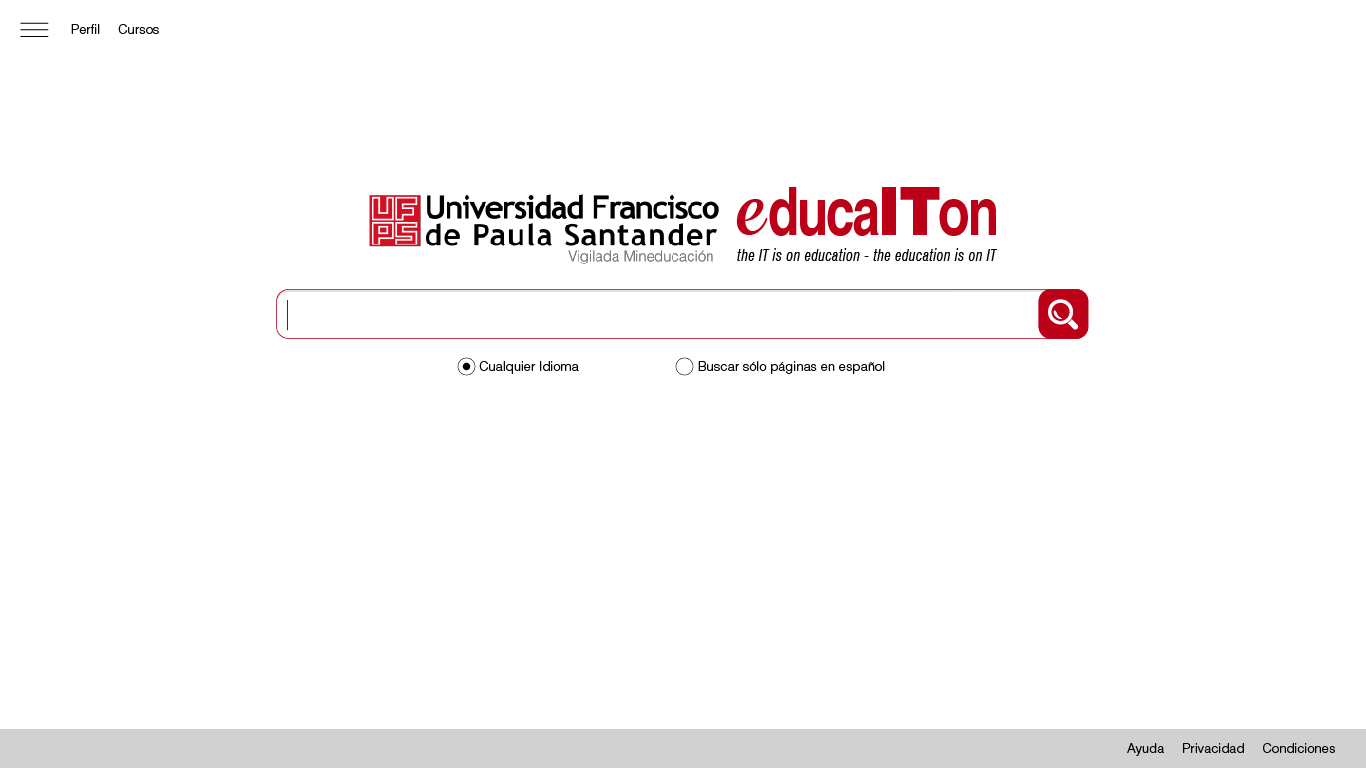 Perfil Cursos
UFPS
Universidad Francisco
de Paula Santander
Vigilada Mineducación
educaITon
the IT is on education - the education is on IT
Cualquier Idioma
Buscar sólo páginas en español
Ayuda Privacidad Condiciones